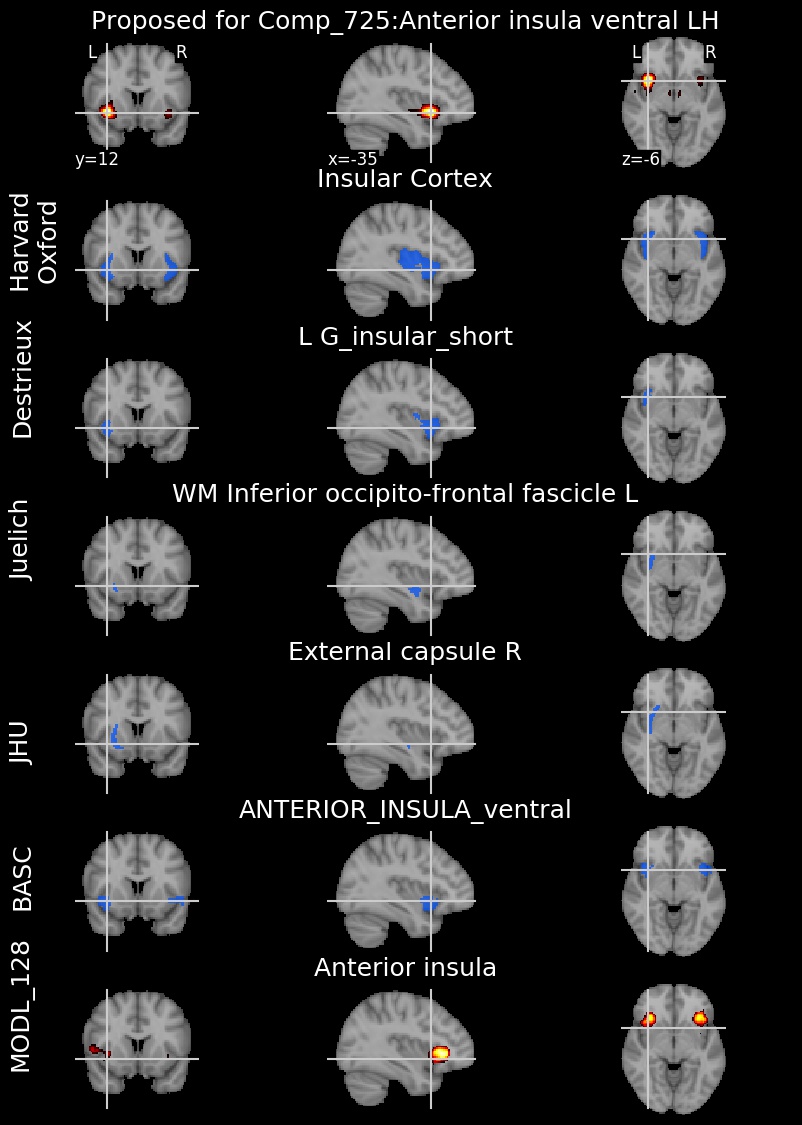 Proposed for Comp_725:Anterior insula ventral LH
L R L R
y=12 x=-35 z=-6
Insular Cortex
Harvard
Oxford
L G_insular_short
Destrieux
WM Inferior occipito-frontal fascicle L
Juelich
External capsule R
JHU
ANTERIOR_INSULA_ventral
BASC
Anterior insula
MODL_128